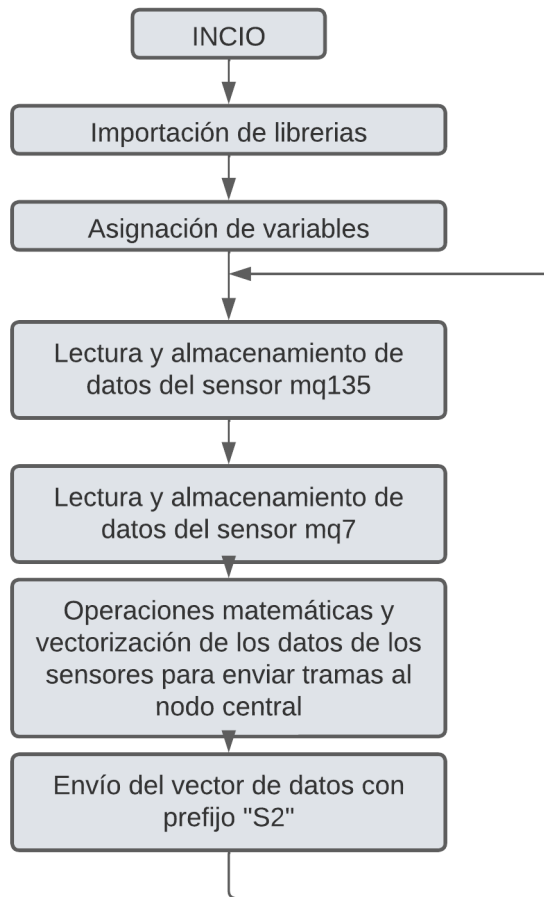 INCIO
Importación de librerias
Asignación de variables
Lectura y almacenamiento de
datos del sensor mq135
Lectura y almacenamiento de
datos del sensor mq7
Operaciones matemáticas y
vectorización de los datos de los
sensores para enviar tramas al
nodo central
Envío del vector de datos con
prefijo "S2"